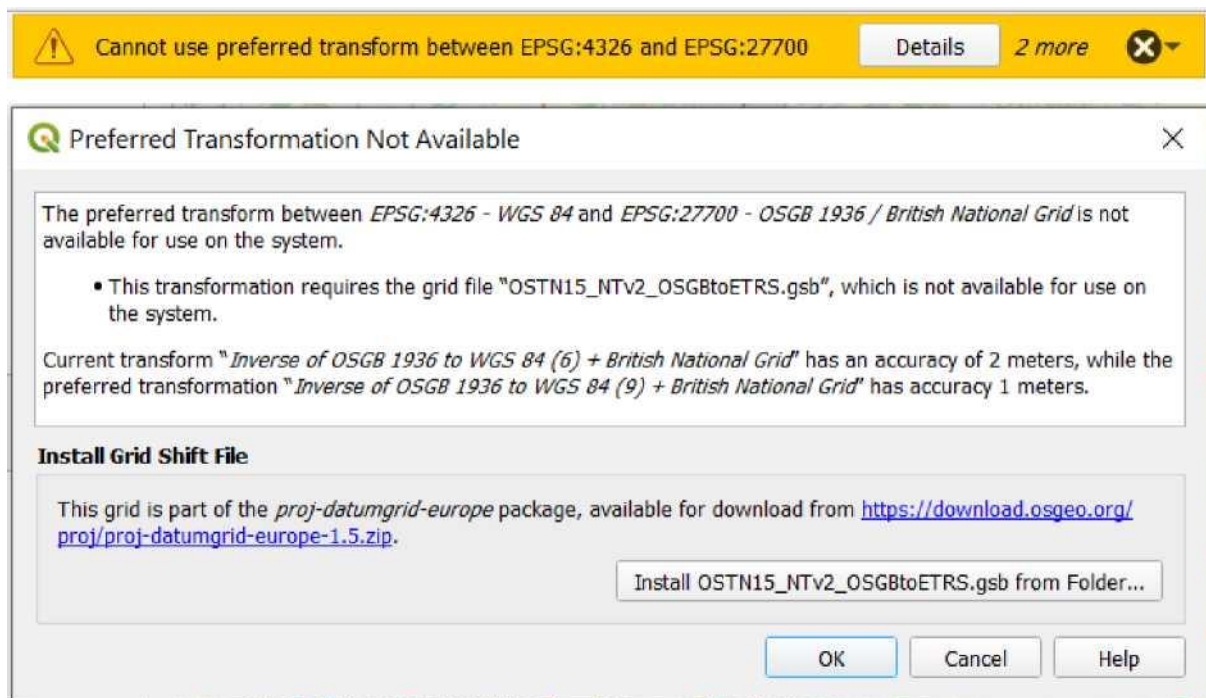 Cannot use preferred transform between EPSG:4326 and EPSG:27700 Details 2 more
Preferred Transformation Not Available
The preferred transform between EPSG:4326 - WGS 84 and EPSG:27700 - OSGB 1936 / British National Grid is not
available for use on the system.
• This transformation requires the grid file “OSTN15_NTv2_OSGBtoETRS.gsb”, which is not available for use on
the system.
Current transform “Inverse of OSGB 1936 to WGS 84 (6) + British National Grid” has an accuracy of 2 meters, while the
preferred transformation “Inverse of OSGB 1936 to WGS 84 (9) + British National Grid” has accuracy 1 meters.
Install Grid Shift File
This grid is part of the proj-datumgrid-europe package, available for download from https://download.osgeo.org/
proj/proj-datumgrid-europe-1.5.zip.
Install OSTN15_NTv2_OSGBtoETRS.gsb from Folder...
OK Cancel Help